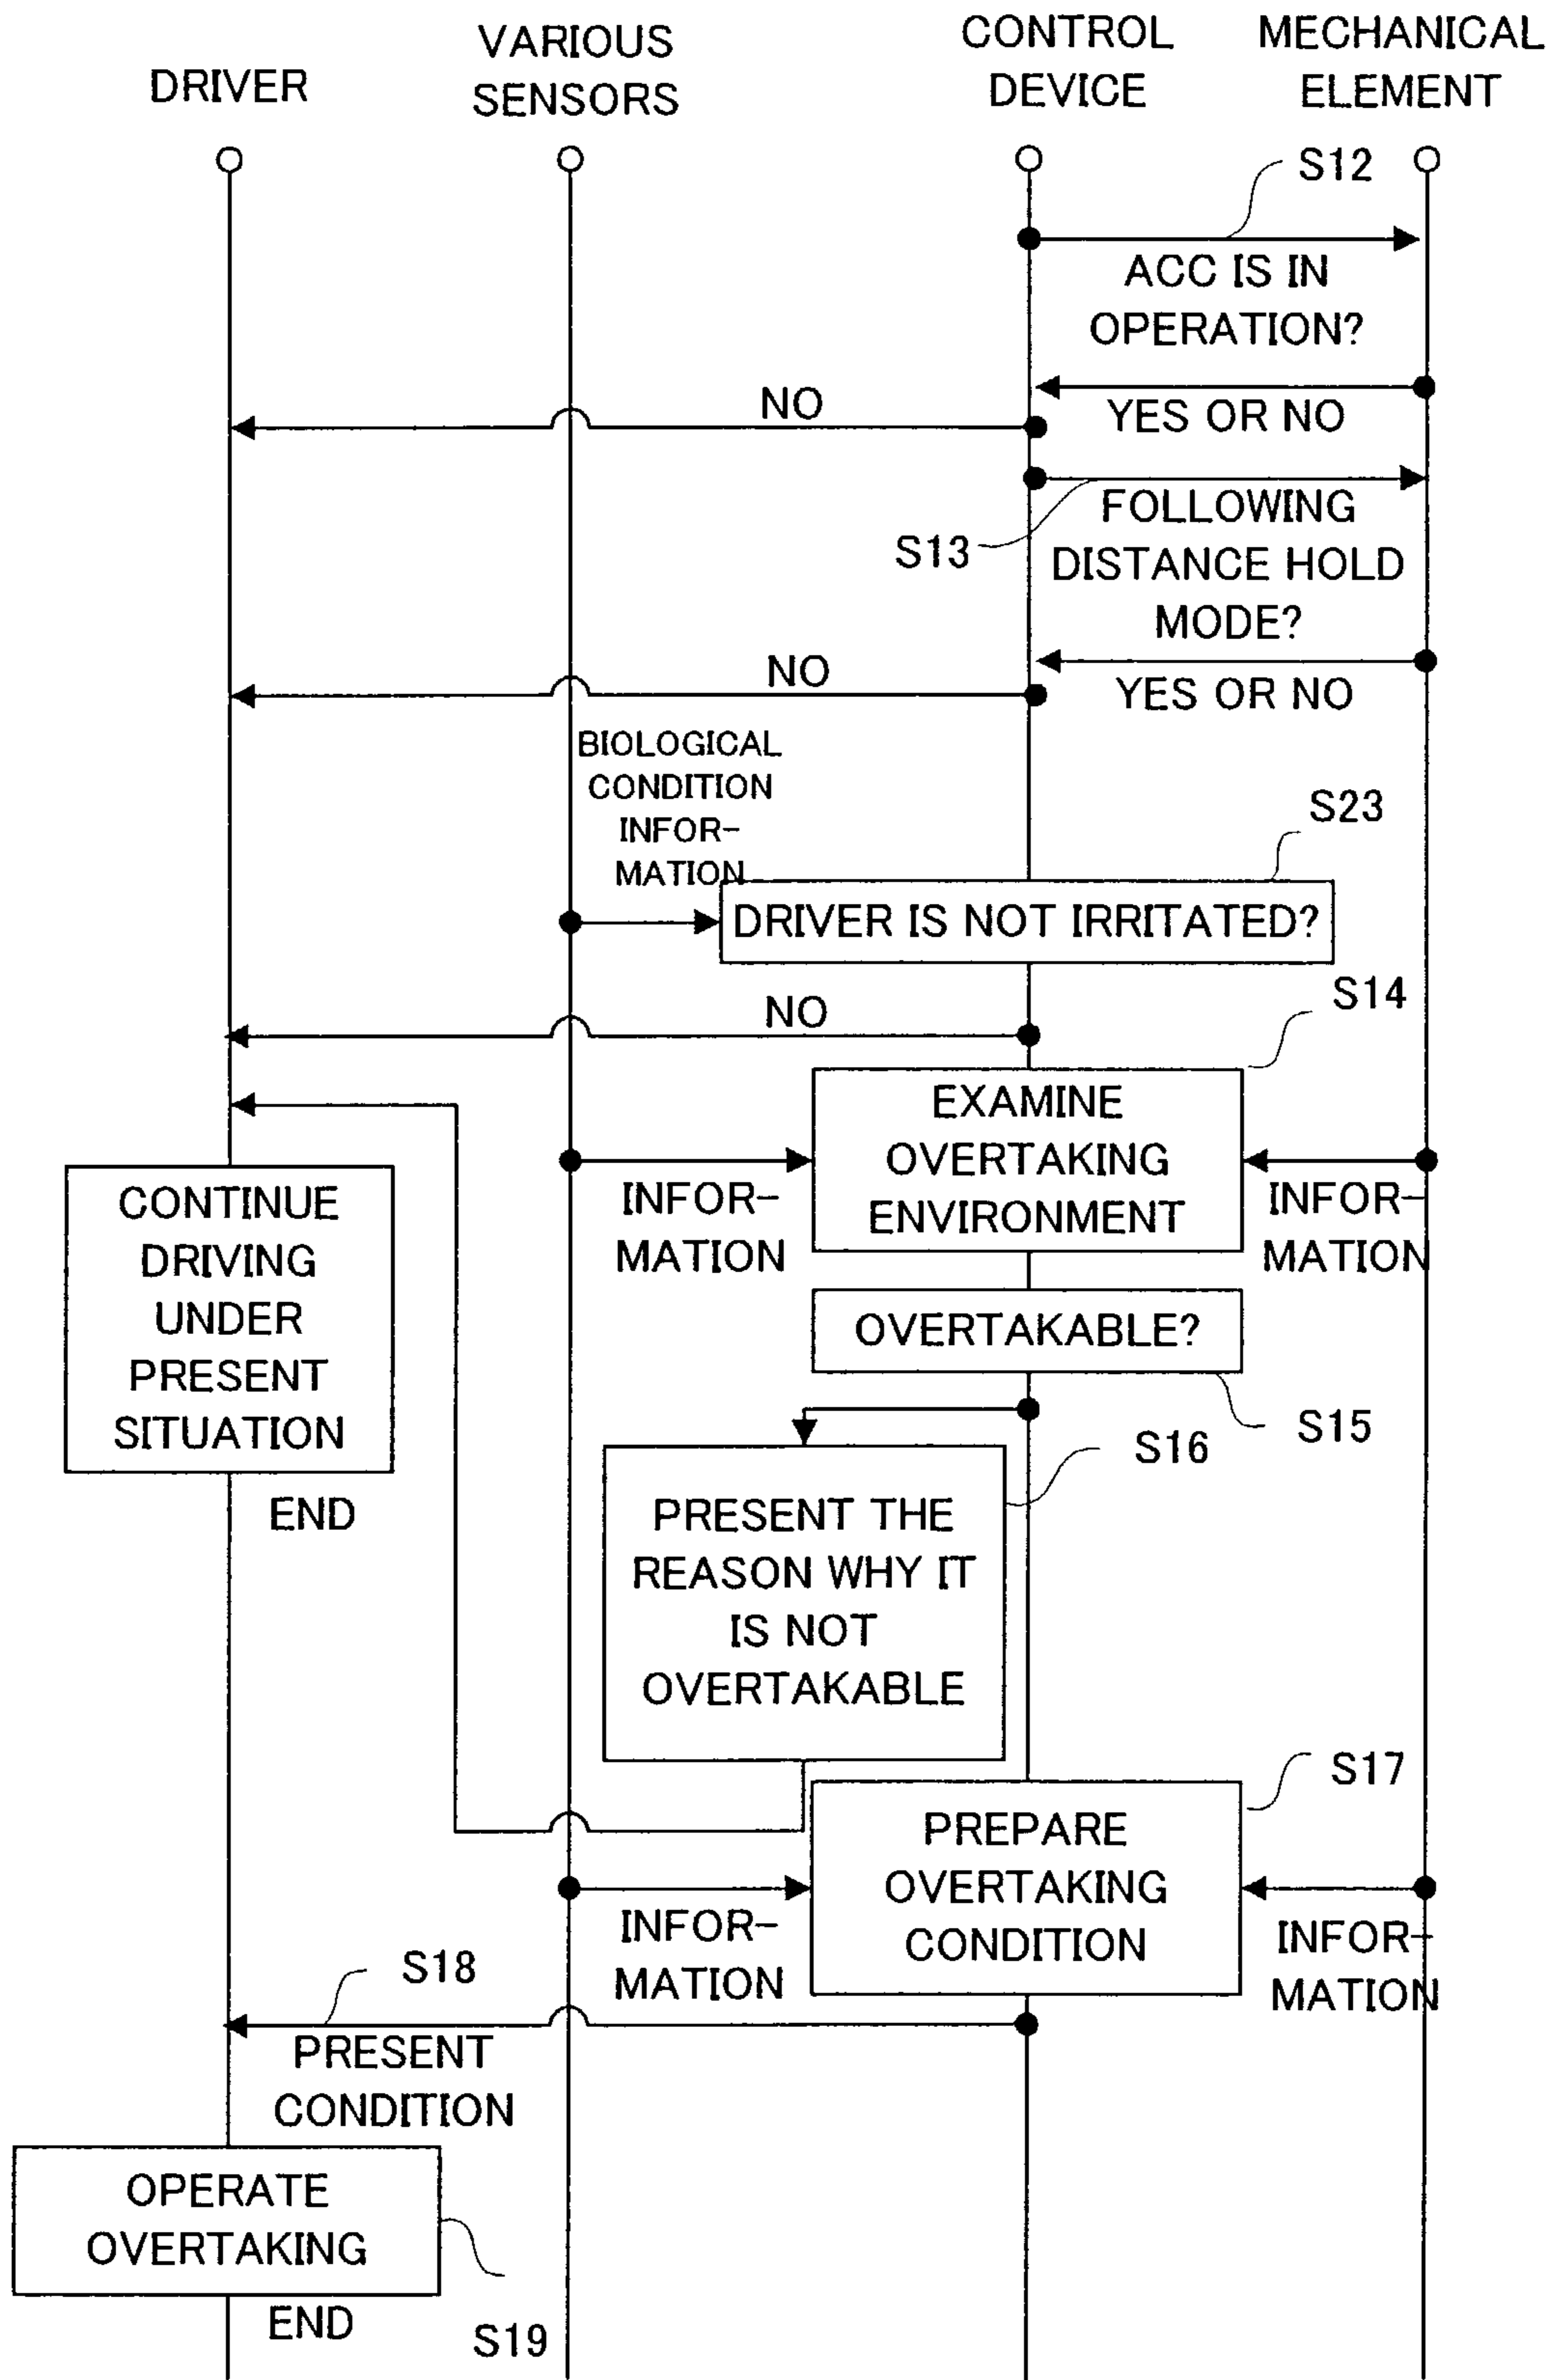 DRIVER
VARIOUS
SENSORS
CONTROL
DEVICE
MECHANICAL
ELEMENT
S12
ACC IS IN
OPERATION?
NO
YES OR NO
S13
FOLLOWING
DISTANCE HOLD
MODE?
NO
YES OR NO
BIOLOGICAL
CONDITION
INFOR-
MATION
S23
DRIVER IS NOT IRRITATED?
NO
S14
EXAMINE
OVERTAKING
ENVIRONMENT
INFOR-
MATION
INFOR-
MATION
CONTINUE
DRIVING
UNDER
PRESENT
SITUATION
END
OVERTAKABLE?
S15
S16
PRESENT THE
REASON WHY IT
IS NOT
OVERTAKABLE
S17
PREPARE
OVERTAKING
CONDITION
INFOR-
MATION
INFOR-
MATION
S18
PRESENT
CONDITION
OPERATE
OVERTAKING
END
S19